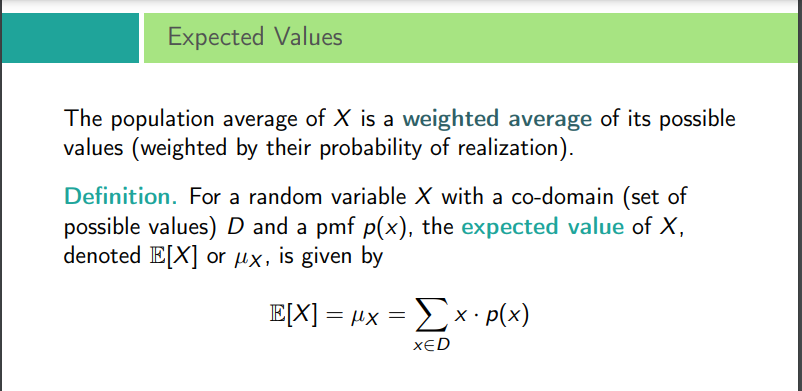 Expected Values
The population average of X is a weighted average of its possible
values (weighted by their probability of realization).
Definition. For a random variable X with a co-domain (set of
possible values) D and a pmf p(x), the expected value of X,
denoted 𝔼[X] or μ_X, is given by
𝔼[X] = μ_X = ∑_{x∈D} x · p(x)